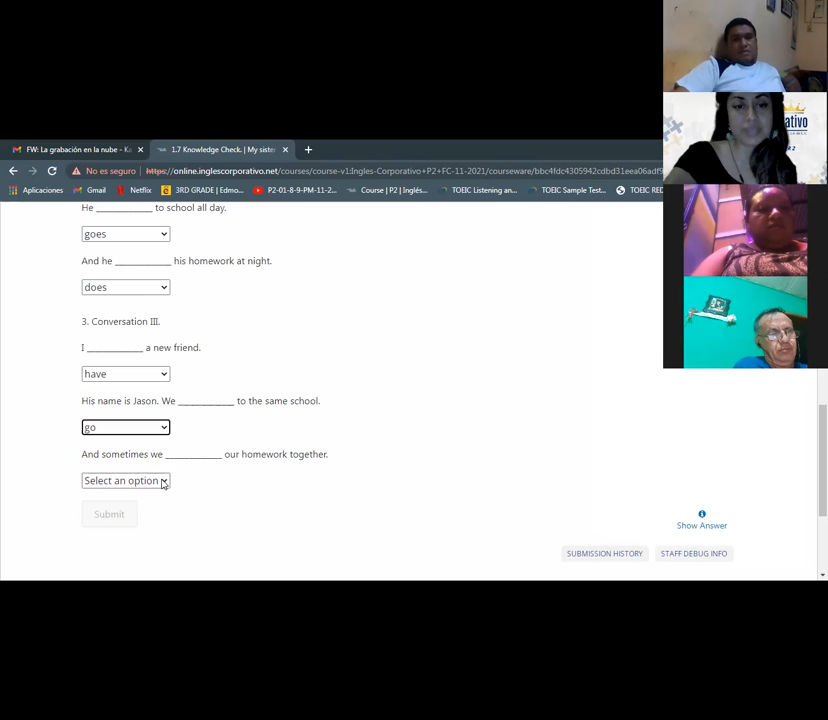 FW: La grabación en la nube - Ka
1.7 Knowledge Check. | My siste
No es seguro
https://online.inglescorporativo.net/courses/course-v1:Ingles-Corporativo+P2+FC-11-2021/courseware/bbc4fdc4305942cdbd31eea06adf9
Aplicaciones
Gmail
Netflix
3RD GRADE | Edmo...
P2-01-8-9-PM-11-2...
Course | P2 | Inglés...
TOEIC Listening an...
TOEIC Sample Test...
TOEIC RED
ativo
He ____________ to school all day.
goes
And he ____________ his homework at night.
does
3. Conversation III.
I ____________ a new friend.
have
His name is Jason. We ____________ to the same school.
go
And sometimes we ____________ our homework together.
Select an option
Submit
Show Answer
SUBMISSION HISTORY
STAFF DEBUG INFO